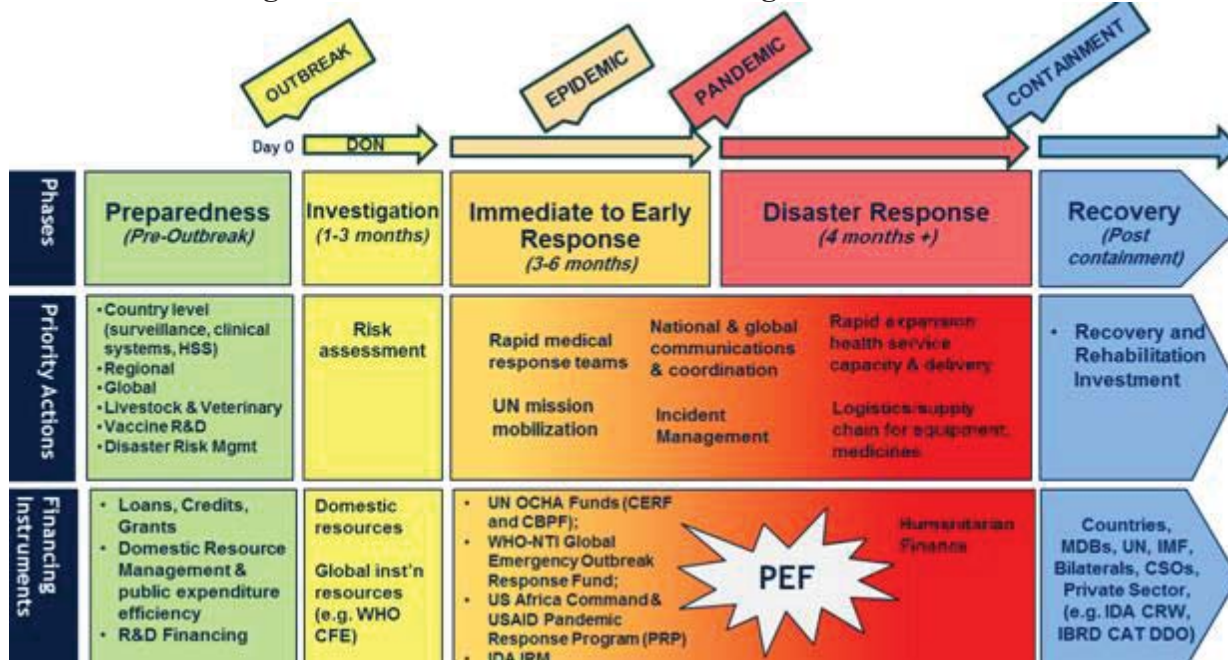 OUTBREAK
EPIDEMIC
PANDEMIC
CONTAINMENT
Day 0
DON
Phases
Preparedness
(Pre-Outbreak)
Investigation
(1-3 months)
Immediate to Early
Response
(3-6 months)
Disaster Response
(4 months +)
Recovery
(Post
containment)
Priority Actions
• Country level
(surveillance, clinical
systems, HSS)
• Regional
• Global
• Livestock & Veterinary
• Vaccine R&D
• Disaster Risk Mgmt
Risk
assessment
Rapid medical
response teams
UN mission
mobilization
National & global
communications
& coordination
Incident
Management
Rapid expansion
health service
capacity & delivery
Logistics/supply
chain for equipment,
medicines
• Recovery and
Rehabilitation
Investment
Financing
Instruments
• Loans, Credits,
Grants
• Domestic Resource
Management &
public expenditure
efficiency
• R&D Financing
Domestic
resources
Global inst'n
resources
(e.g. WHO
CFE)
• UN OCHA Funds (CERF
and CBPF);
• WHO-NTI Global
Emergency Outbreak
Response Fund;
• US Africa Command &
USAID Pandemic
Response Program (PRP)
• IDA IRM
PEF
Humanitarian
Finance
Countries,
MDBs, UN, IMF,
Bilaterals, CSOs,
Private Sector,
(e.g. IDA CRW,
IBRD CAT DDO)